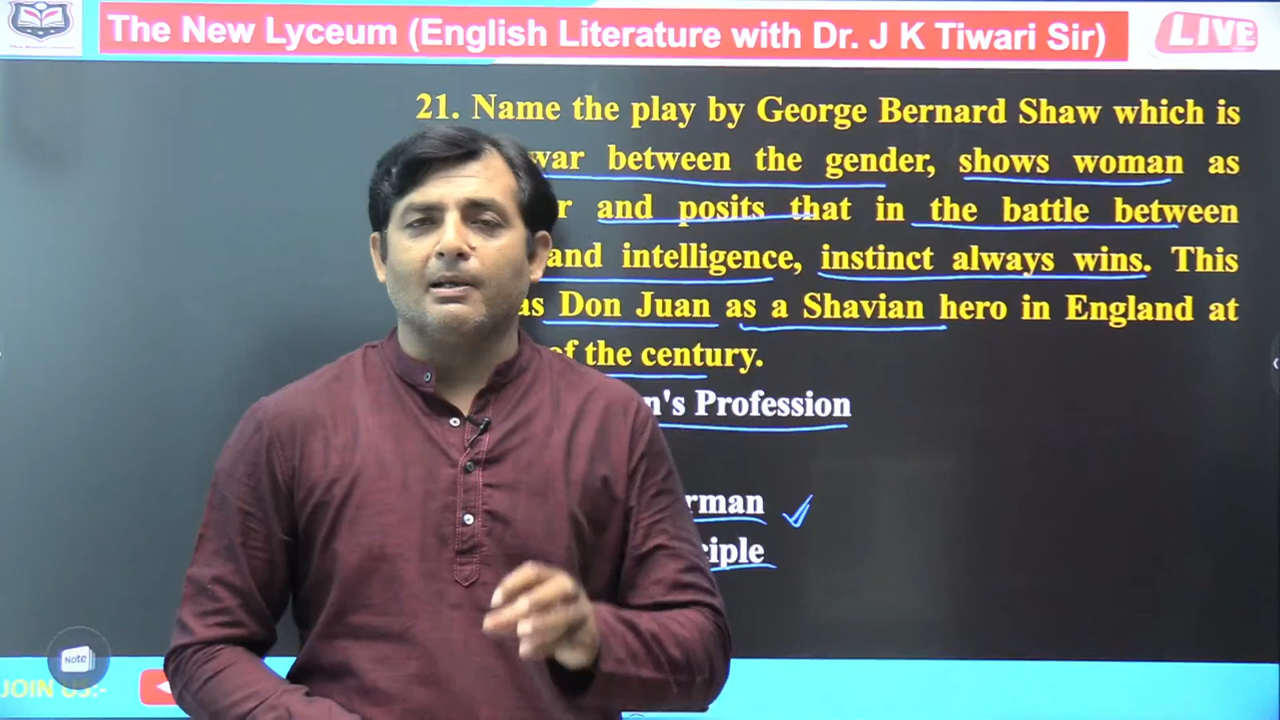 The New Lyceum (English Literature with Dr. J K Tiwari Sir)
LIVE
21. Name the play by George Bernard Shaw which is
war between the gender, shows woman as
r and posits that in the battle between
and intelligence, instinct always wins. This
as Don Juan as a Shavian hero in England at
of the century.
n's Profession
rman
ciple
Note
JOIN US:-